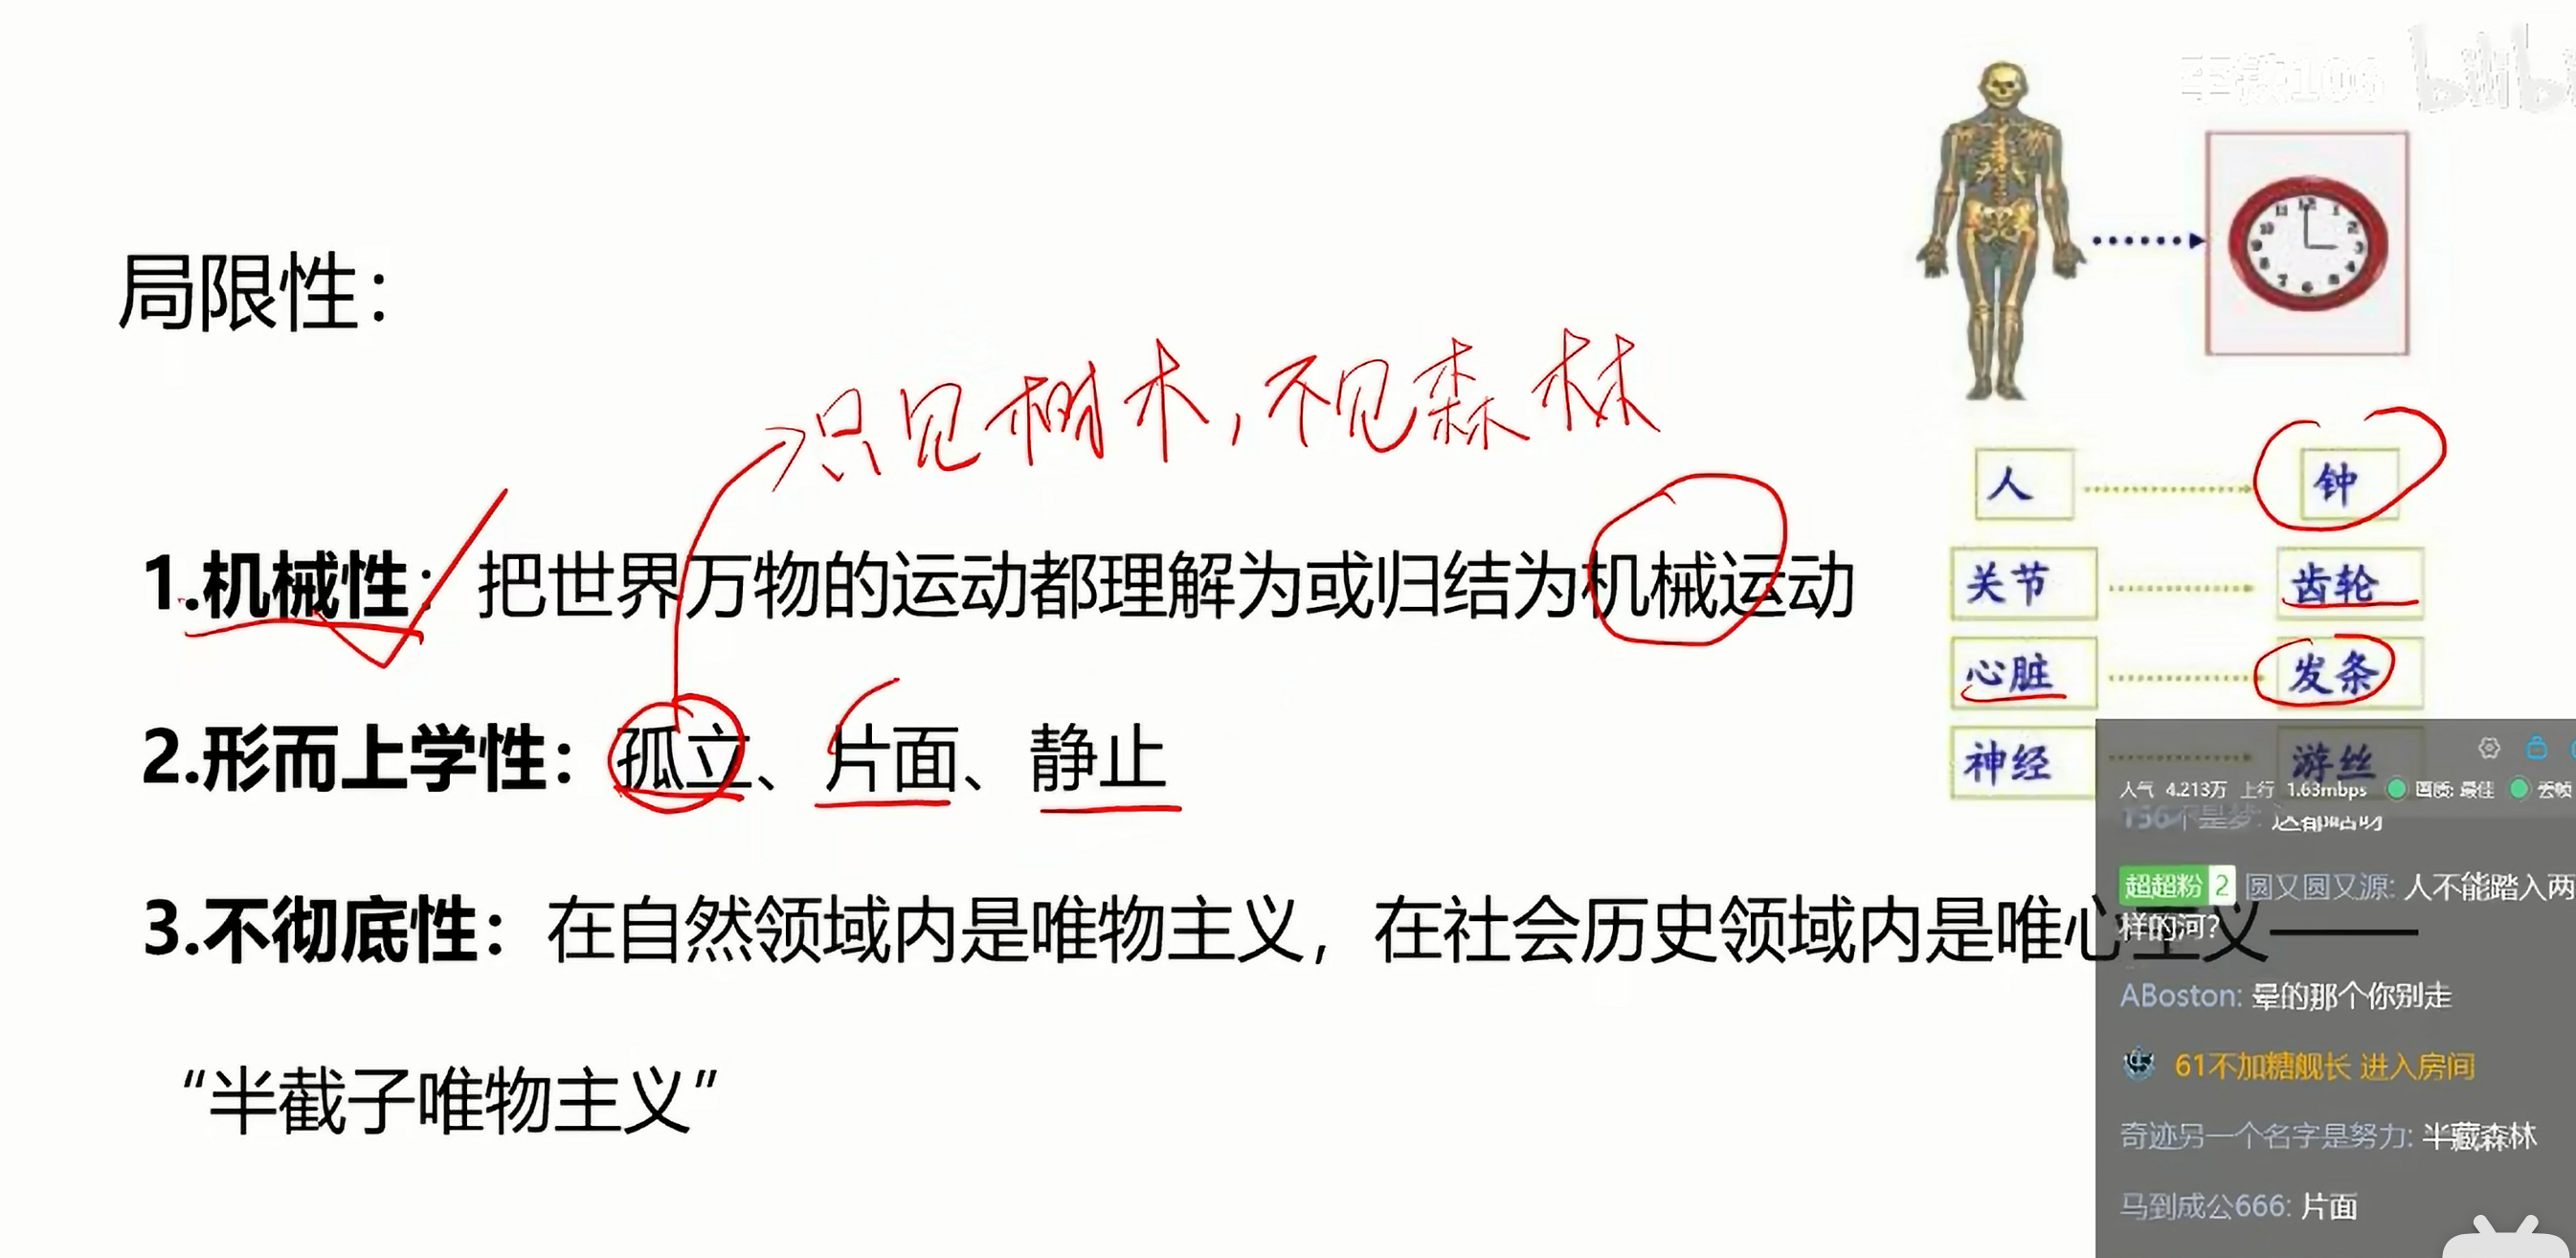 局限性：
只见树木，不见森林
1.机械性：把世界万物的运动都理解为或归结为机械运动
2.形而上学性：孤立、片面、静止
3.不彻底性：在自然领域内是唯物主义，在社会历史领域内是唯心主义———
“半截子唯物主义”
人 钟
关节 齿轮
心脏 发条
神经 游丝
人气 4.213万 上行 1.63mbps 画质: 最佳 丢帧
超超粉 2 圆又圆又源: 人不能踏入两
样的河?
ABoston: 晕的那个你别走
61不加糖舰长 进入房间
奇迹另一个名字是努力: 半藏森林
马到成公666: 片面